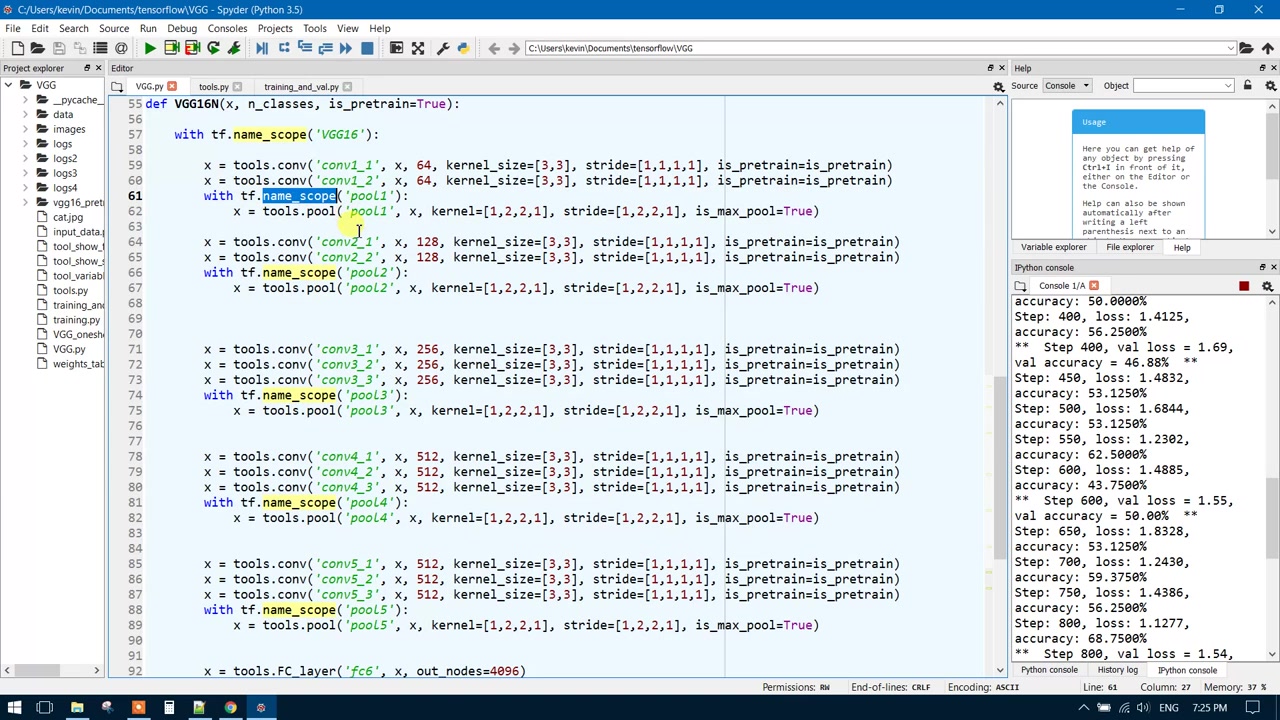 C:\Users\kevin\Documents\tensorflow\VGG - Spyder (Python 3.5)
File Edit Search Source Run Debug Consoles Projects Tools View Help
C:\Users\kevin\Documents\tensorflow\VGG
Project explorer
VGG
__pycache_
data
images
logs
logs2
logs3
logs4
vgg16_pretr
cat.jpg
input_data.p
tool_show_t
tool_show_s
tool_variab
tools.py
training_and
training.py
VGG_onesh
VGG.py
weights_tab
Editor
VGG.py tools.py training_and_val.py
55 def VGG16N(x, n_classes, is_pretrain=True):
56
57 with tf.name_scope('VGG16'):
58
59 x = tools.conv('conv1_1', x, 64, kernel_size=[3,3], stride=[1,1,1,1], is_pretrain=is_pretrain)
60 x = tools.conv('conv1_2', x, 64, kernel_size=[3,3], stride=[1,1,1,1], is_pretrain=is_pretrain)
61 with tf.name_scope('pool1'):
62 x = tools.pool('pool1', x, kernel=[1,2,2,1], stride=[1,2,2,1], is_max_pool=True)
63
64 x = tools.conv('conv2_1', x, 128, kernel_size=[3,3], stride=[1,1,1,1], is_pretrain=is_pretrain)
65 x = tools.conv('conv2_2', x, 128, kernel_size=[3,3], stride=[1,1,1,1], is_pretrain=is_pretrain)
66 with tf.name_scope('pool2'):
67 x = tools.pool('pool2', x, kernel=[1,2,2,1], stride=[1,2,2,1], is_max_pool=True)
68
69
70
71 x = tools.conv('conv3_1', x, 256, kernel_size=[3,3], stride=[1,1,1,1], is_pretrain=is_pretrain)
72 x = tools.conv('conv3_2', x, 256, kernel_size=[3,3], stride=[1,1,1,1], is_pretrain=is_pretrain)
73 x = tools.conv('conv3_3', x, 256, kernel_size=[3,3], stride=[1,1,1,1], is_pretrain=is_pretrain)
74 with tf.name_scope('pool3'):
75 x = tools.pool('pool3', x, kernel=[1,2,2,1], stride=[1,2,2,1], is_max_pool=True)
76
77
78 x = tools.conv('conv4_1', x, 512, kernel_size=[3,3], stride=[1,1,1,1], is_pretrain=is_pretrain)
79 x = tools.conv('conv4_2', x, 512, kernel_size=[3,3], stride=[1,1,1,1], is_pretrain=is_pretrain)
80 x = tools.conv('conv4_3', x, 512, kernel_size=[3,3], stride=[1,1,1,1], is_pretrain=is_pretrain)
81 with tf.name_scope('pool4'):
82 x = tools.pool('pool4', x, kernel=[1,2,2,1], stride=[1,2,2,1], is_max_pool=True)
83
84
85 x = tools.conv('conv5_1', x, 512, kernel_size=[3,3], stride=[1,1,1,1], is_pretrain=is_pretrain)
86 x = tools.conv('conv5_2', x, 512, kernel_size=[3,3], stride=[1,1,1,1], is_pretrain=is_pretrain)
87 x = tools.conv('conv5_3', x, 512, kernel_size=[3,3], stride=[1,1,1,1], is_pretrain=is_pretrain)
88 with tf.name_scope('pool5'):
89 x = tools.pool('pool5', x, kernel=[1,2,2,1], stride=[1,2,2,1], is_max_pool=True)
90
91
92 x = tools.FC_layer('fc6', x, out_nodes=4096)
Help
Source Console Object
Usage
Here you can get help of
any object by pressing
Ctrl+I in front of it,
either on the Editor or
the Console.
Help can also be shown
automatically after
writing a left
parenthesis next to an
Variable explorer File explorer Help
IPython console
Console 1/A
accuracy: 50.0000%
Step: 400, loss: 1.4125,
accuracy: 56.2500%
** Step 400, val loss = 1.69,
val accuracy = 46.88% **
Step: 450, loss: 1.4832,
accuracy: 53.1250%
Step: 500, loss: 1.6844,
accuracy: 53.1250%
Step: 550, loss: 1.2302,
accuracy: 62.5000%
Step: 600, loss: 1.4885,
accuracy: 43.7500%
** Step 600, val loss = 1.55,
val accuracy = 50.00% **
Step: 650, loss: 1.8328,
accuracy: 53.1250%
Step: 700, loss: 1.2430,
accuracy: 59.3750%
Step: 750, loss: 1.4386,
accuracy: 56.2500%
Step: 800, loss: 1.1277,
accuracy: 68.7500%
** Step 800, val loss = 1.54,
Python console History log IPython console
Permissions: RW End-of-lines: CRLF Encoding: ASCII Line: 61 Column: 27 Memory: 37 %
ENG 7:25 PM